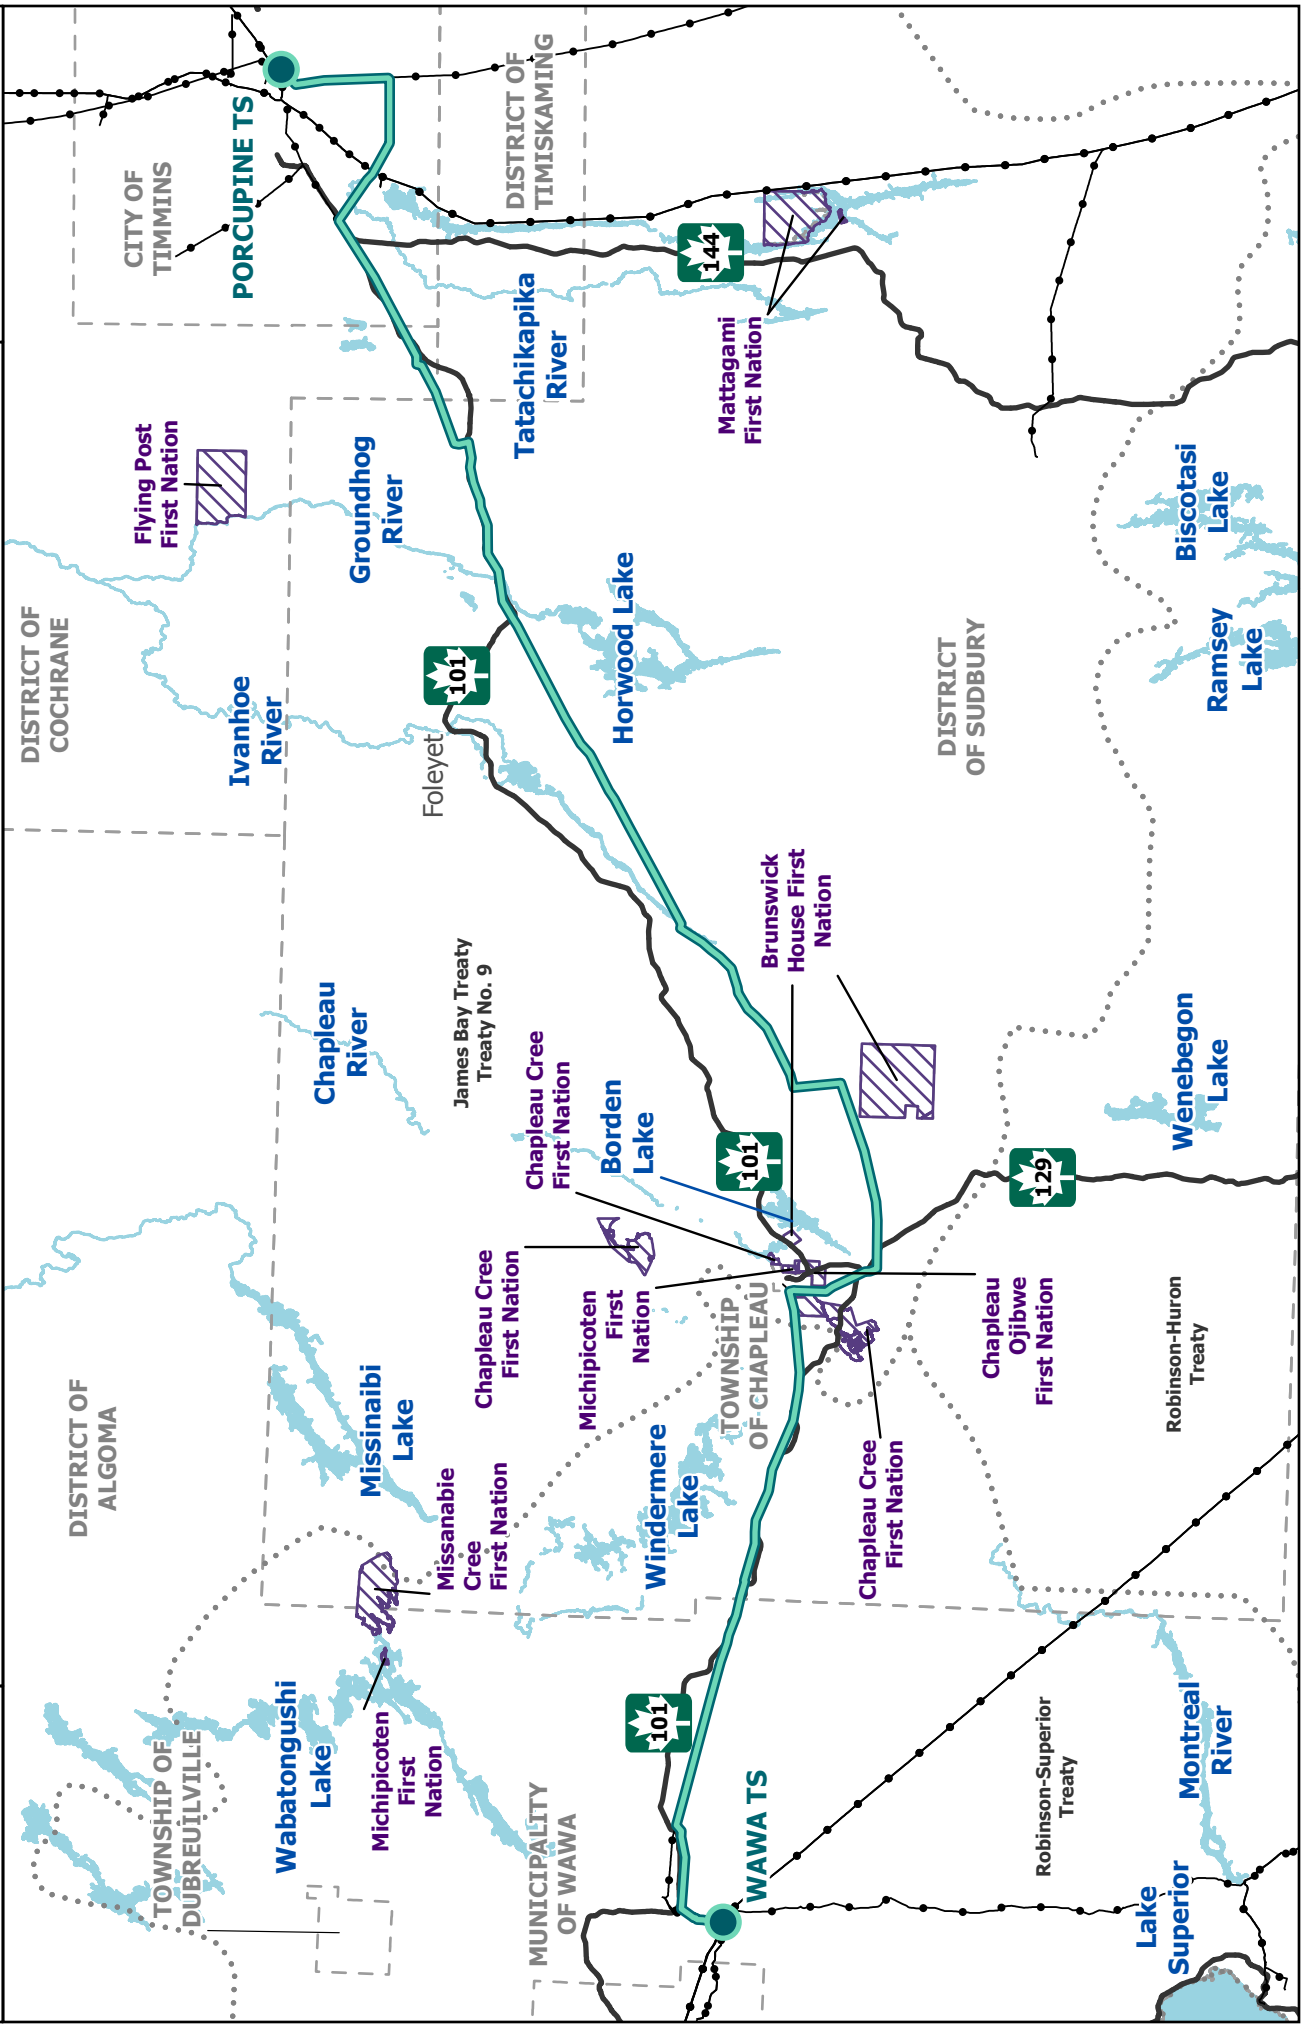 DISTRICT OF
COCHRANE
DISTRICT OF
ALGOMA
CITY OF
TIMMINS
Flying Post
First Nation
TOWNSHIP OF
DUBREUILVILLE
PORCUPINE TS
Ivanhoe
River
Wabatongushi
Lake
Chapleau
River
Groundhog
River
Missinaibi
Lake
Michipicoten
First
Nation
Foleyet
Missanabie
Cree
First Nation
James Bay Treaty
Treaty No. 9
101
Chapleau Cree
First Nation
DISTRICT OF
TIMISKAMING
Tatachikapika
River
Chapleau Cree
First Nation
MUNICIPALITY
OF WAWA
Michipicoten
First
Nation
Borden
Lake
Horwood Lake
101
Windermere
Lake
144
TOWNSHIP
OF CHAPLEAU
Mattagami
First Nation
101
WAWA TS
Brunswick
House First
Nation
Chapleau Cree
First Nation
DISTRICT
OF SUDBURY
Chapleau
Ojibwe
First Nation
129
Robinson-Superior
Treaty
Lake
Superior
Robinson-Huron
Treaty
Montreal
River
Wenebegon
Lake
Biscotasi
Lake
Ramsey
Lake